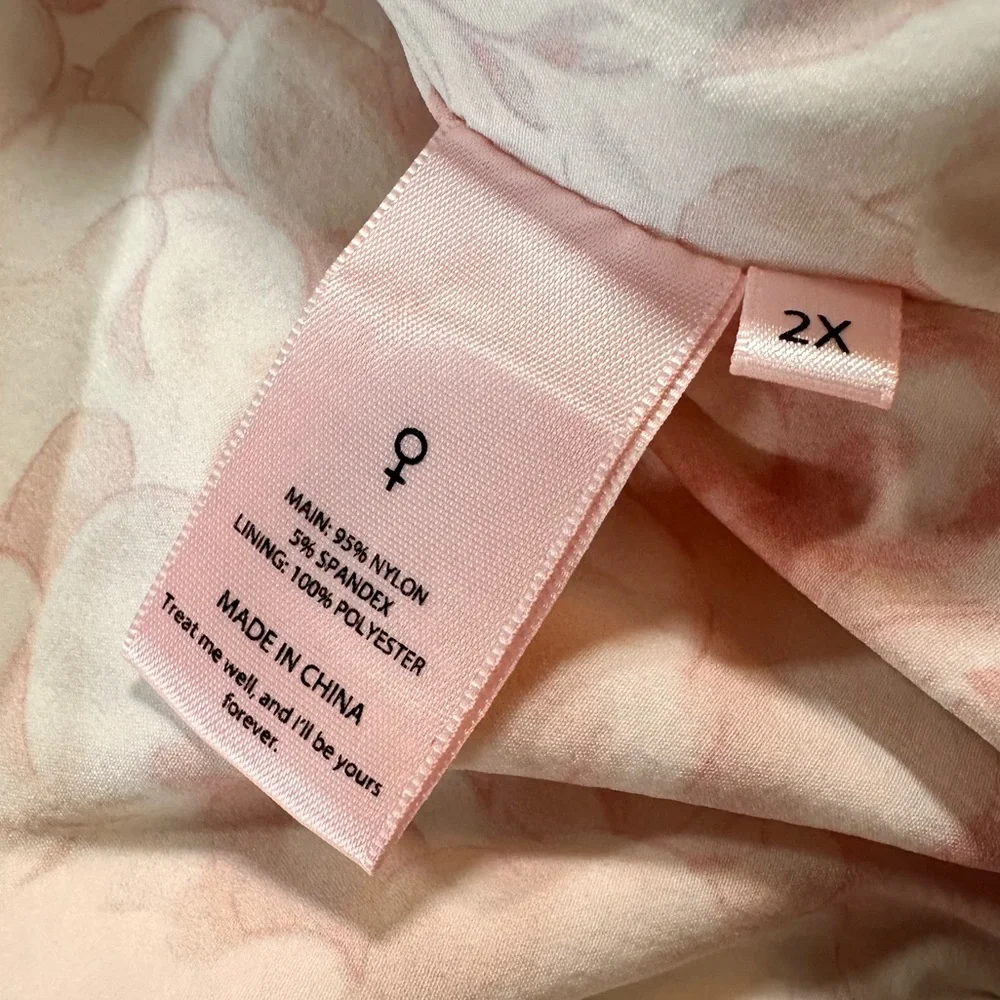 2X
♀
MAIN: 95% NYLON
5% SPANDEX
LINING: 100% POLYESTER
MADE IN CHINA
Treat me well, and I'll be yours
forever.